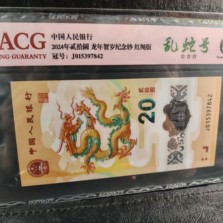 ACG
NG GUARANTY
中国人民银行
2024年贰拾圆 龙年贺岁纪念钞 红绳版
冠号: J015397842
乱蛇号
中国人民银行
20
J015397842